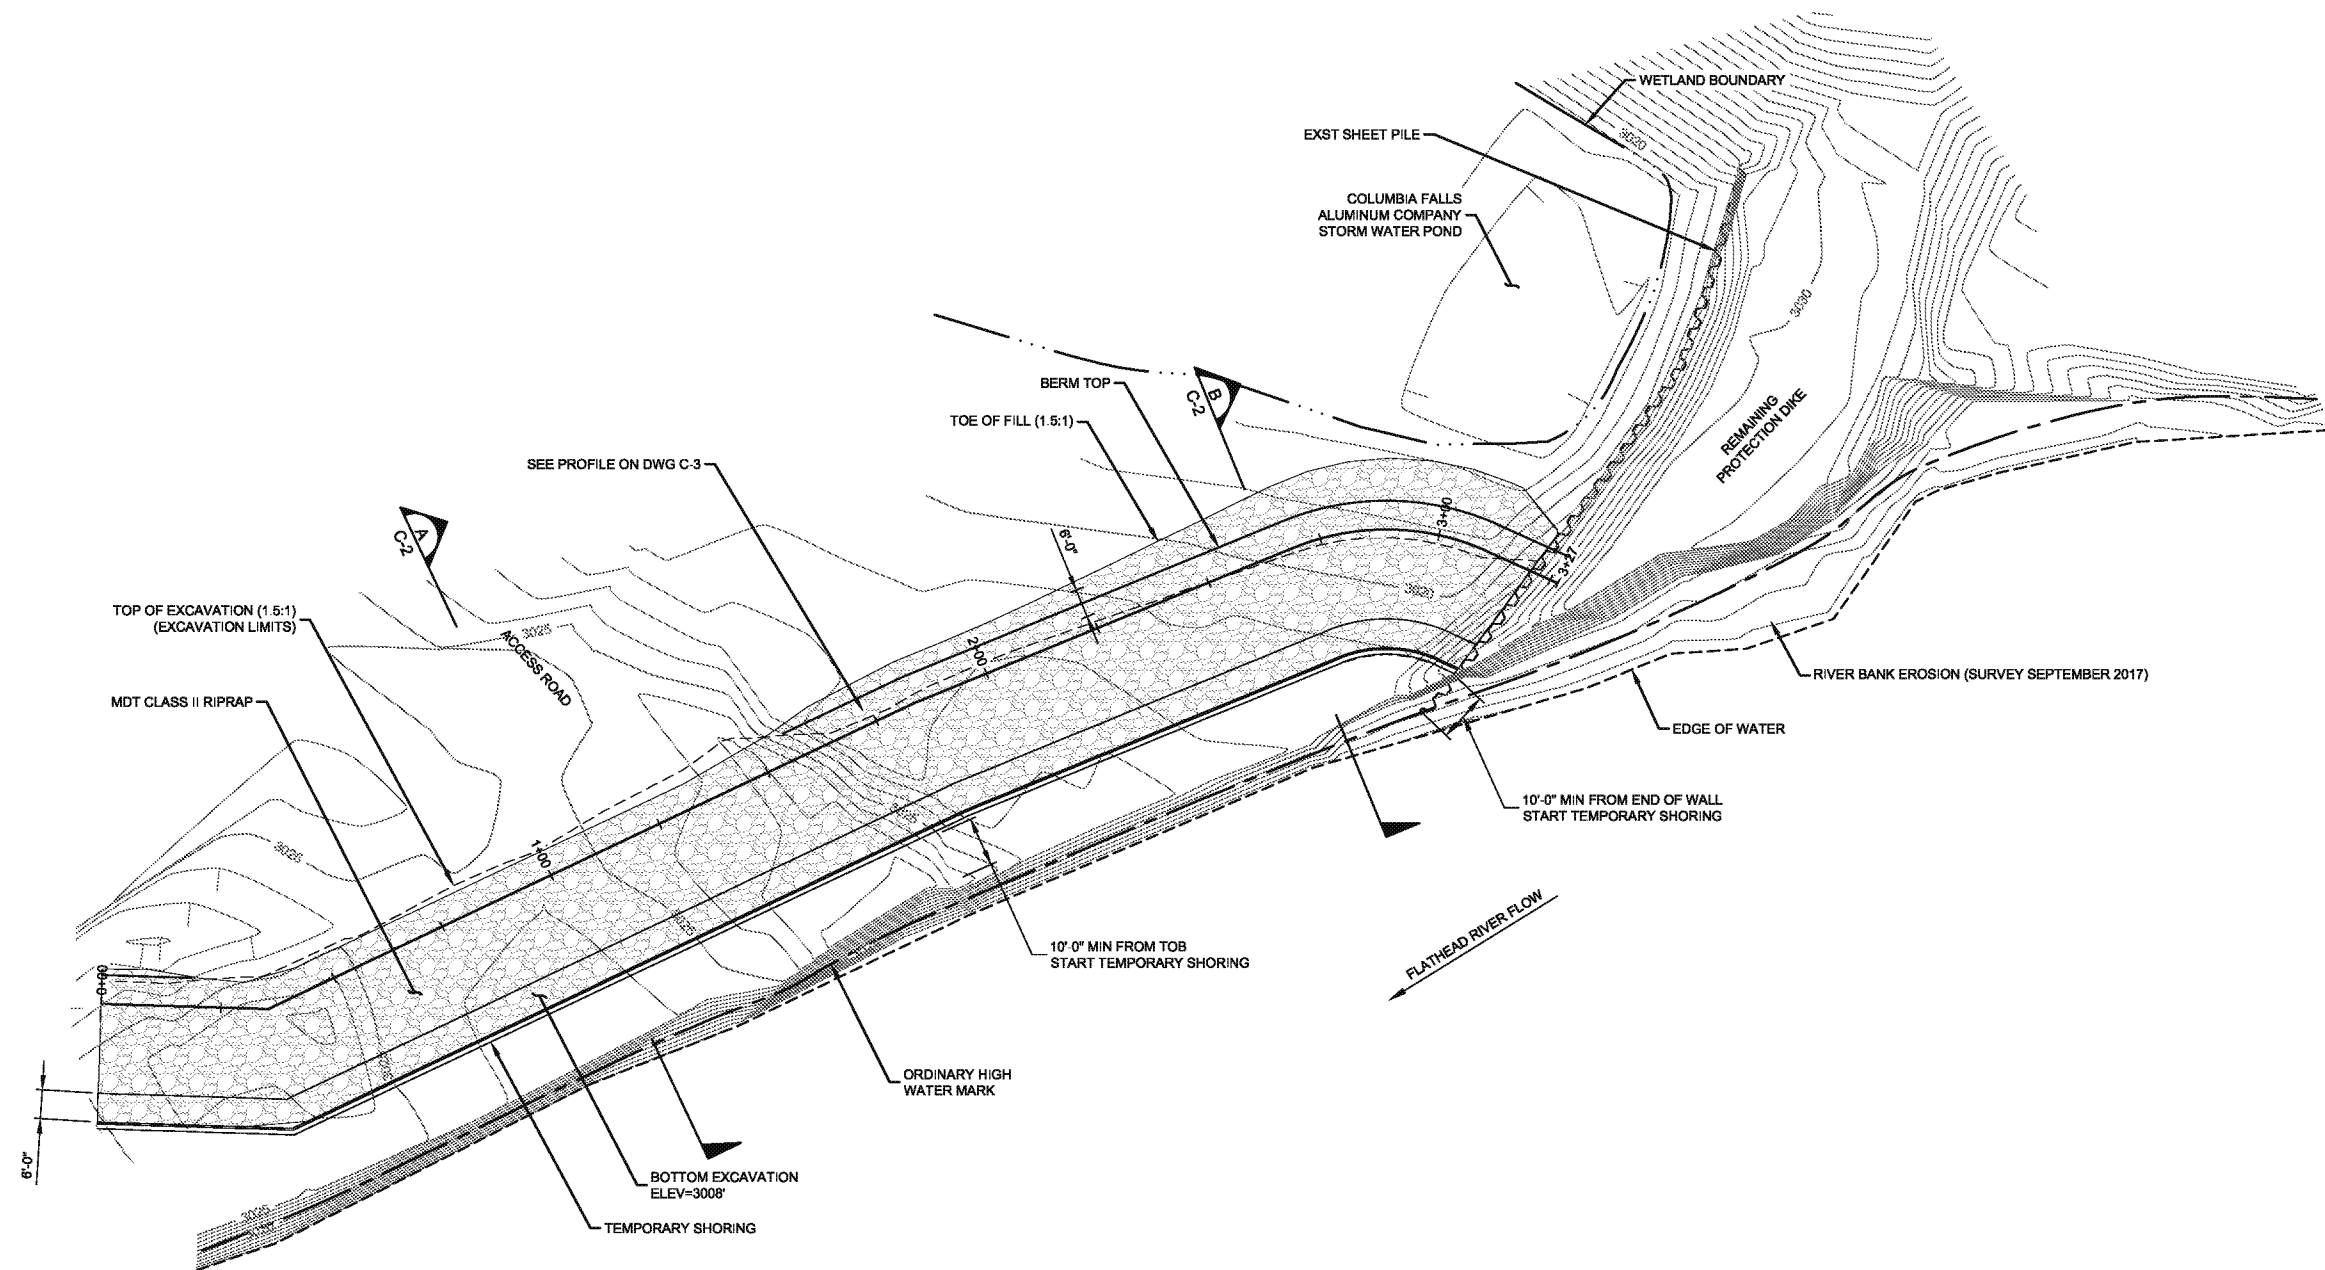 WETLAND BOUNDARY
3020
EXST SHEET PILE
COLUMBIA FALLS
ALUMINUM COMPANY
STORM WATER POND
3030
BERM TOP
B
C-2
TOE OF FILL (1.5:1)
REMAINING
PROTECTION DIKE
SEE PROFILE ON DWG C-3
3+00
A
C-2
6'-0"
3+27
3020
TOP OF EXCAVATION (1.5:1)
(EXCAVATION LIMITS)
3025
ACCESS ROAD
2+00
RIVER BANK EROSION (SURVEY SEPTEMBER 2017)
MDT CLASS II RIPRAP
EDGE OF WATER
10'-0" MIN FROM END OF WALL
START TEMPORARY SHORING
3025
1+00
3025
FLATHEAD RIVER FLOW
10'-0" MIN FROM TOB
START TEMPORARY SHORING
0+00
ORDINARY HIGH
WATER MARK
6'-0"
BOTTOM EXCAVATION
ELEV=3008'
3025
TEMPORARY SHORING